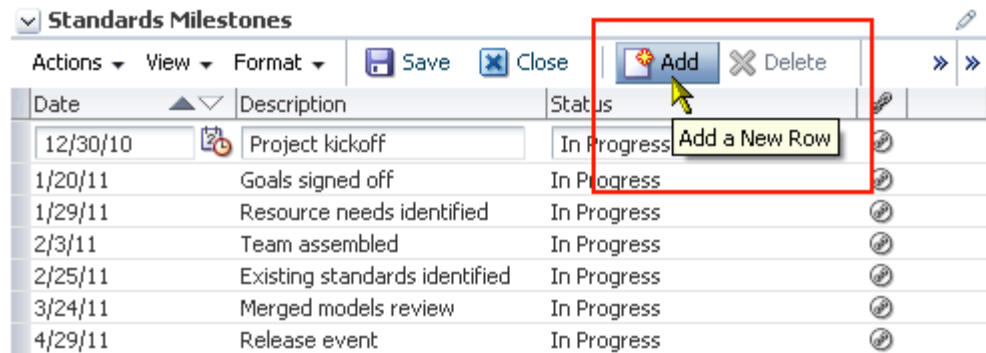 Standards Milestones
Actions View Format Save Close Add Delete
Date Description Status
12/30/10 Project kickoff In Progress
Add a New Row
1/20/11 Goals signed off In Progress
1/29/11 Resource needs identified In Progress
2/3/11 Team assembled In Progress
2/25/11 Existing standards identified In Progress
3/24/11 Merged models review In Progress
4/29/11 Release event In Progress